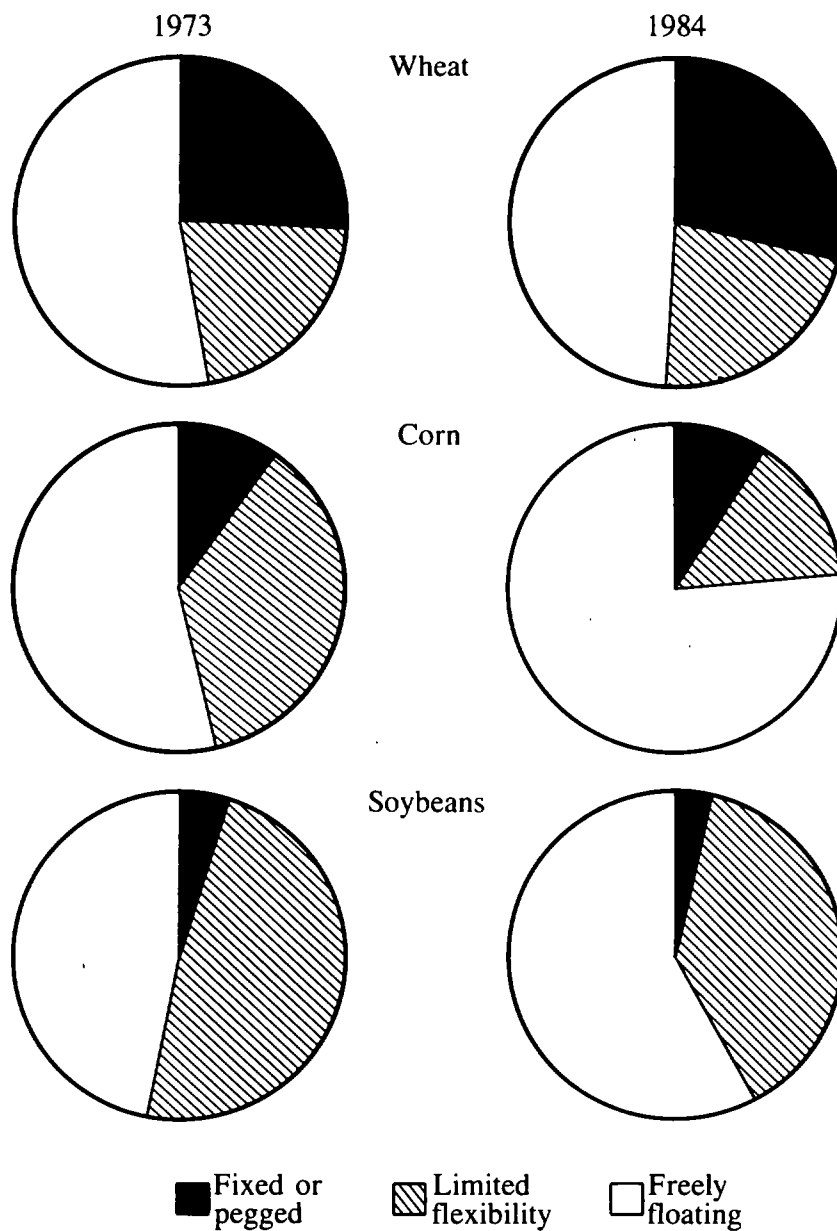 1973 1984
Wheat
Corn
Soybeans
Fixed or pegged
Limited flexibility
Freely floating